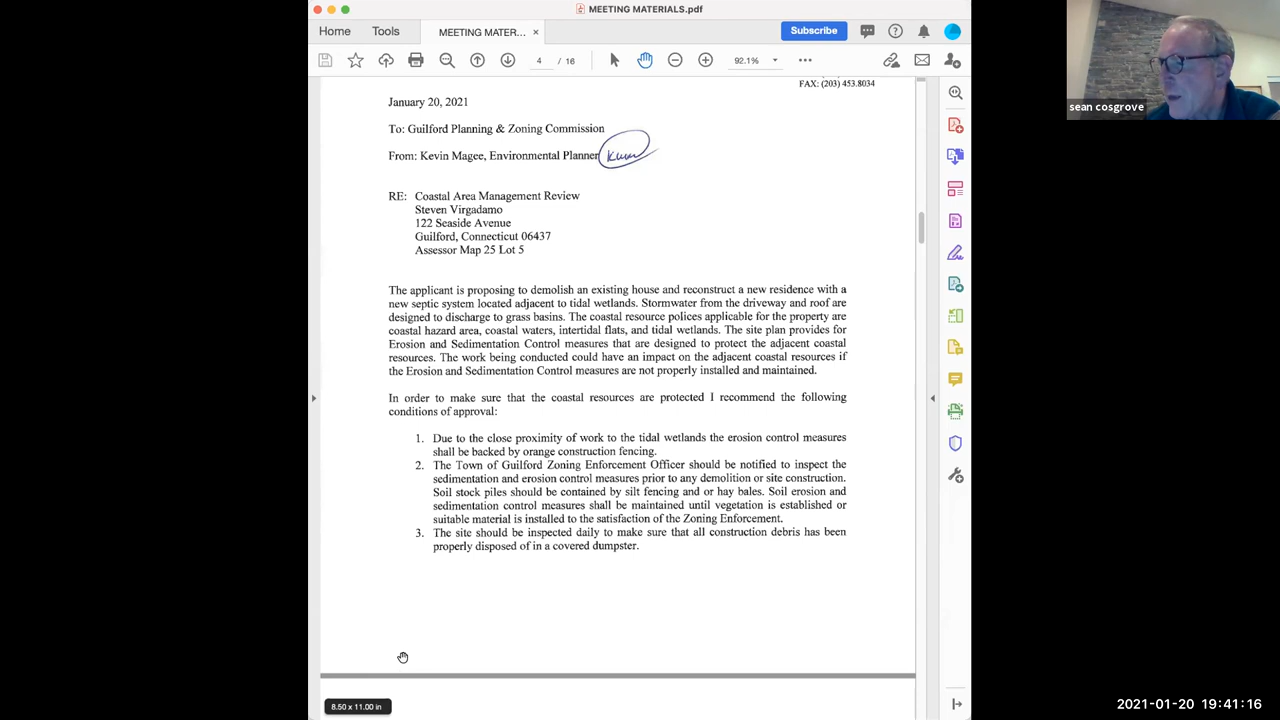 MEETING MATERIALS.pdf
Home Tools MEETING MATER... ×
Subscribe
4 / 16 92.1%
sean cosgrove
FAX: (203) 453.8034
January 20, 2021
To: Guilford Planning & Zoning Commission
From: Kevin Magee, Environmental Planner
RE: Coastal Area Management Review
Steven Virgadamo
122 Seaside Avenue
Guilford, Connecticut 06437
Assessor Map 25 Lot 5
The applicant is proposing to demolish an existing house and reconstruct a new residence with a
new septic system located adjacent to tidal wetlands. Stormwater from the driveway and roof are
designed to discharge to grass basins. The coastal resource polices applicable for the property are
coastal hazard area, coastal waters, intertidal flats, and tidal wetlands. The site plan provides for
Erosion and Sedimentation Control measures that are designed to protect the adjacent coastal
resources. The work being conducted could have an impact on the adjacent coastal resources if
the Erosion and Sedimentation Control measures are not properly installed and maintained.
In order to make sure that the coastal resources are protected I recommend the following
conditions of approval:
1. Due to the close proximity of work to the tidal wetlands the erosion control measures
shall be backed by orange construction fencing.
2. The Town of Guilford Zoning Enforcement Officer should be notified to inspect the
sedimentation and erosion control measures prior to any demolition or site construction.
Soil stock piles should be contained by silt fencing and or hay bales. Soil erosion and
sedimentation control measures shall be maintained until vegetation is established or
suitable material is installed to the satisfaction of the Zoning Enforcement.
3. The site should be inspected daily to make sure that all construction debris has been
properly disposed of in a covered dumpster.
8.50 x 11.00 in
2021-01-20 19:41:16